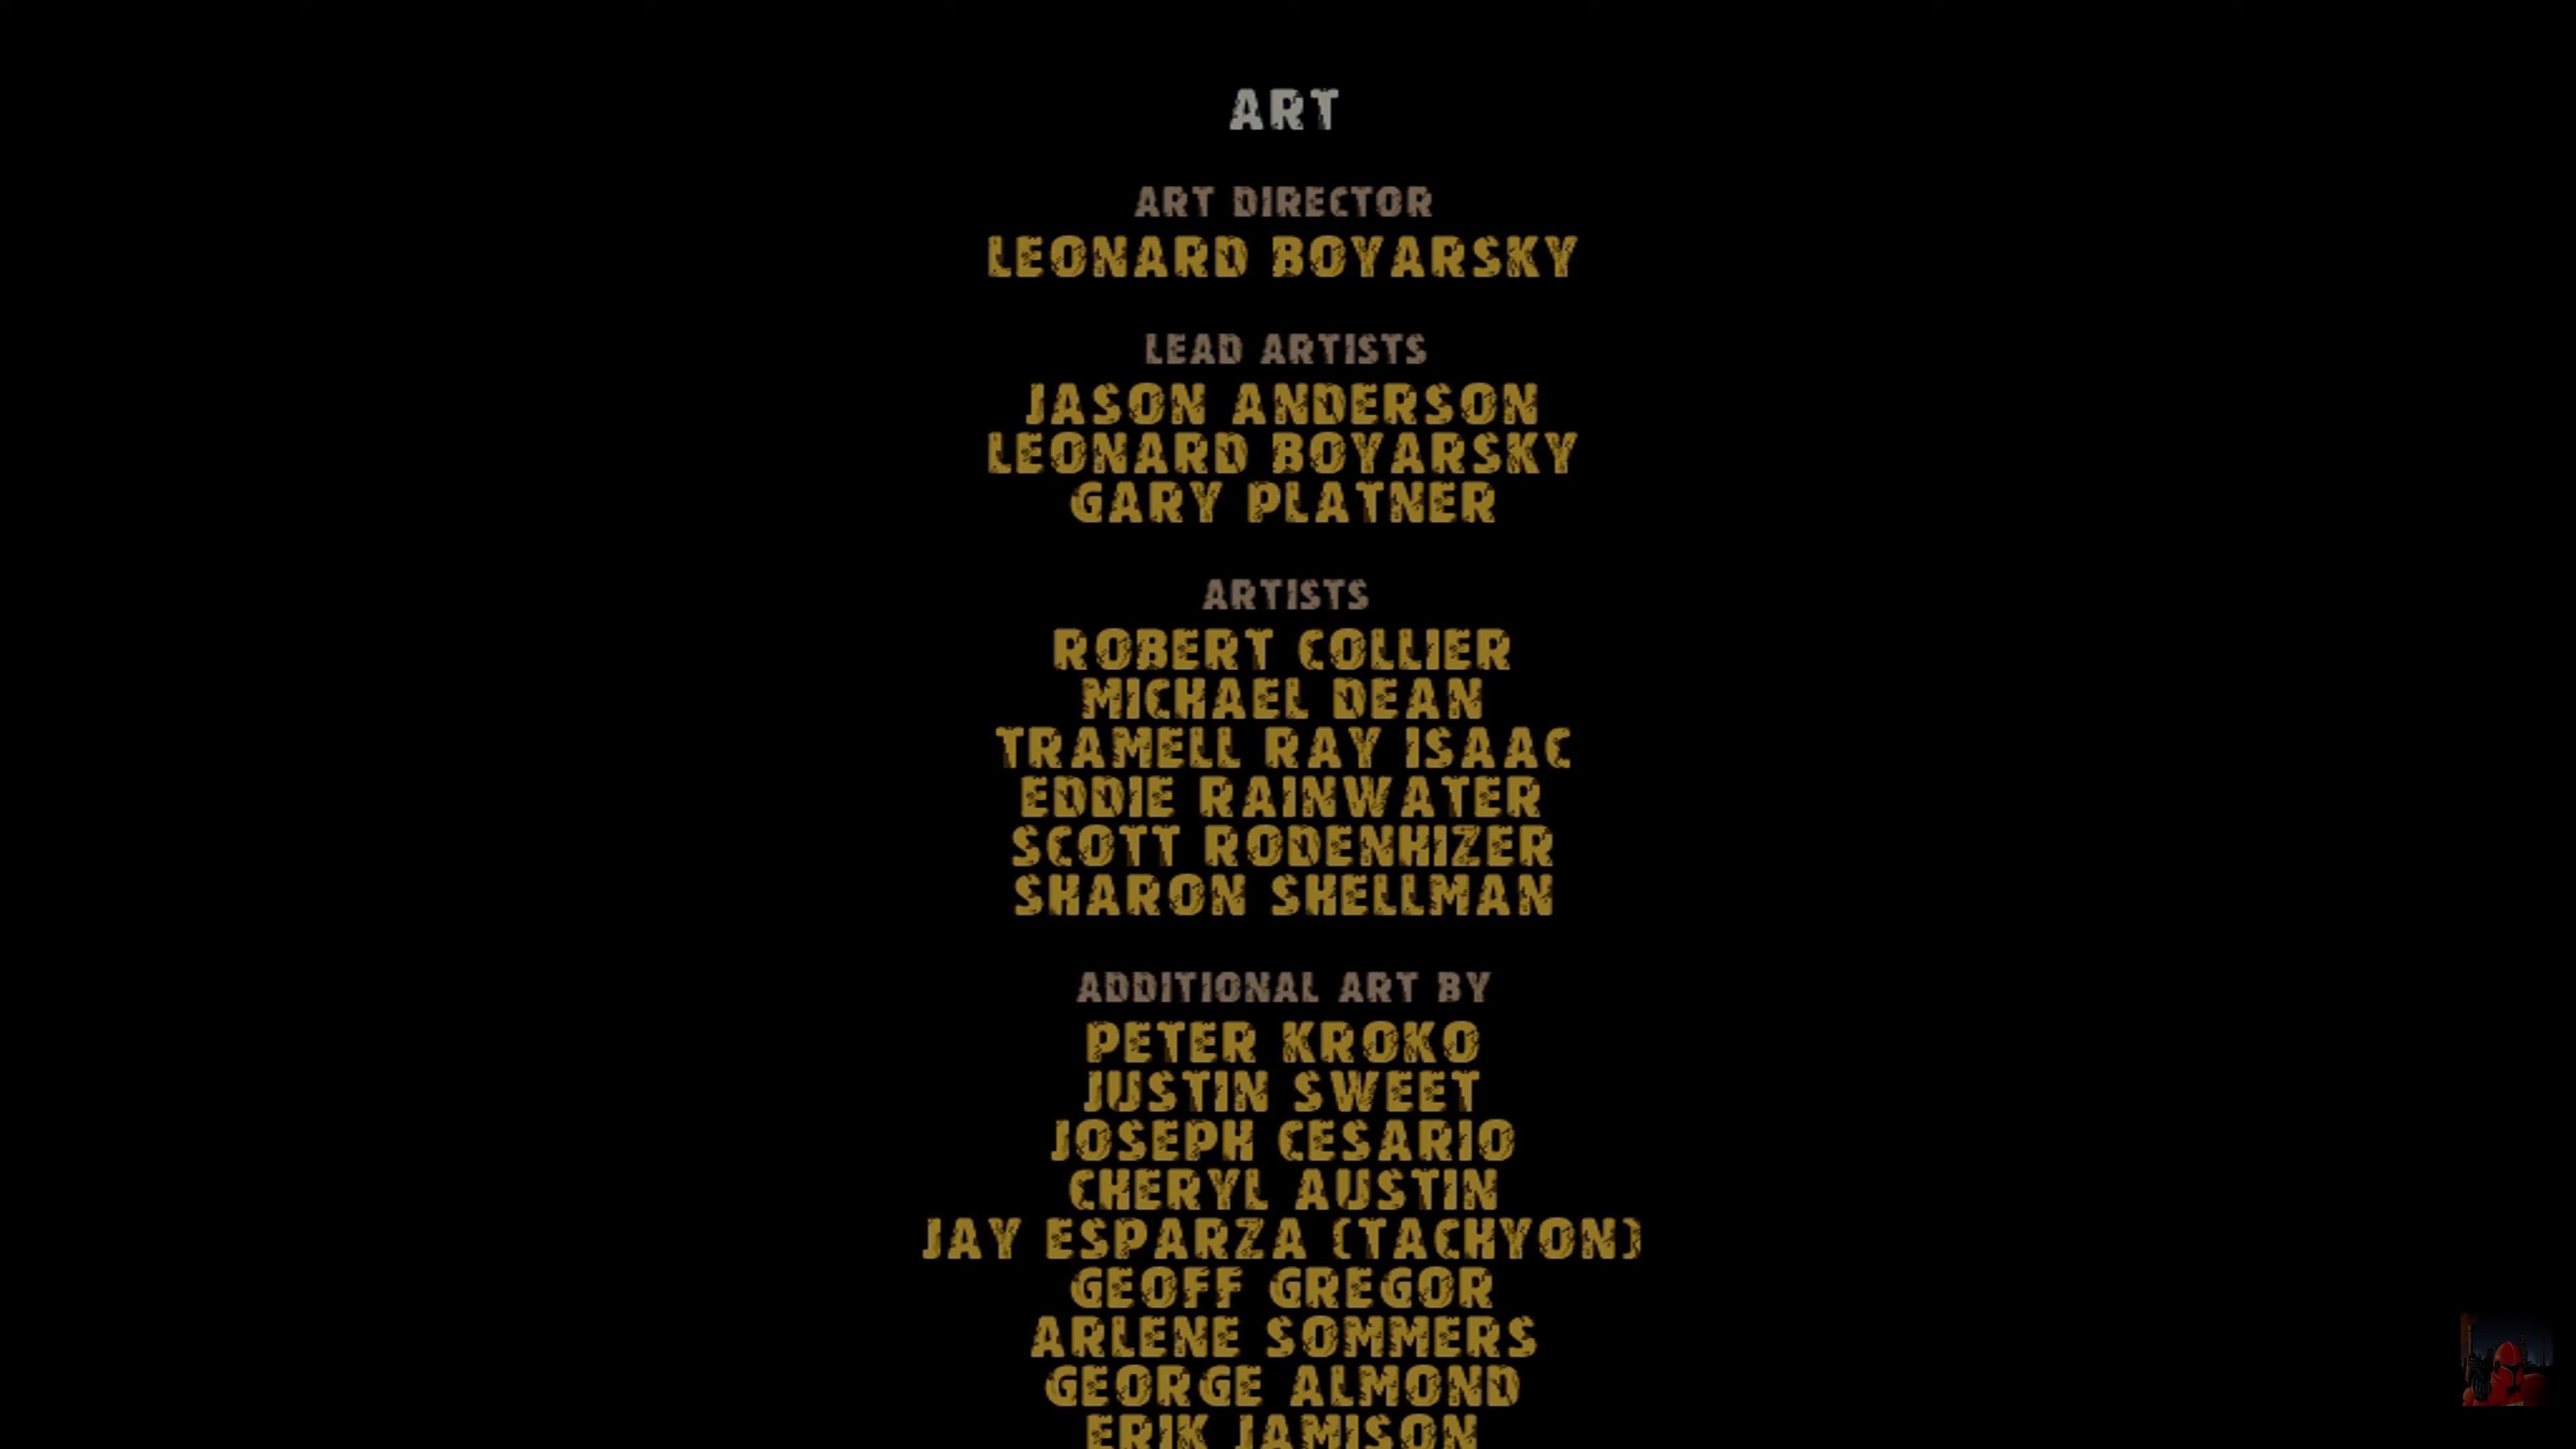 ART
ART DIRECTOR
LEONARD BOYARSKY
LEAD ARTISTS
JASON ANDERSON
LEONARD BOYARSKY
GARY PLATNER
ARTISTS
ROBERT COLLIER
MICHAEL DEAN
TRAMELL RAY ISAAC
EDDIE RAINWATER
SCOTT RODENHIZER
SHARON SHELLMAN
ADDITIONAL ART BY
PETER KROKO
JUSTIN SWEET
JOSEPH CESARIO
CHERYL AUSTIN
JAY ESPARZA (TACHYON)
GEOFF GREGOR
ARLENE SOMMERS
GEORGE ALMOND
ERIK JAMISON